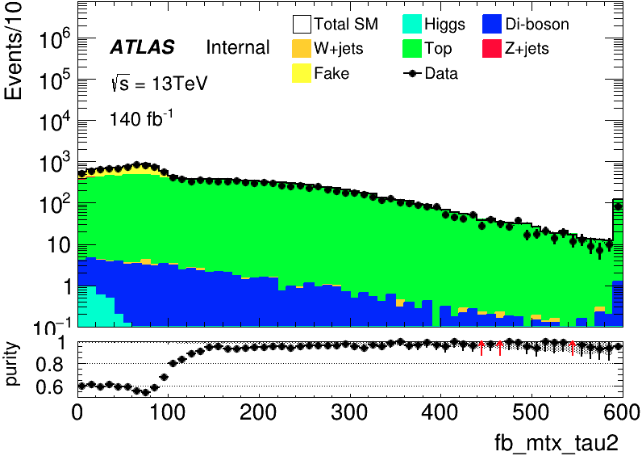 Events/10
10⁶
10⁵
10⁴
10³
10²
10
1
10⁻¹
ATLAS Internal
√s = 13TeV
140 fb⁻¹
Total SM
Higgs
Di-boson
W+jets
Top
Z+jets
Fake
Data
purity
1
0.8
0.6
0 100 200 300 400 500 600
fb_mtx_tau2